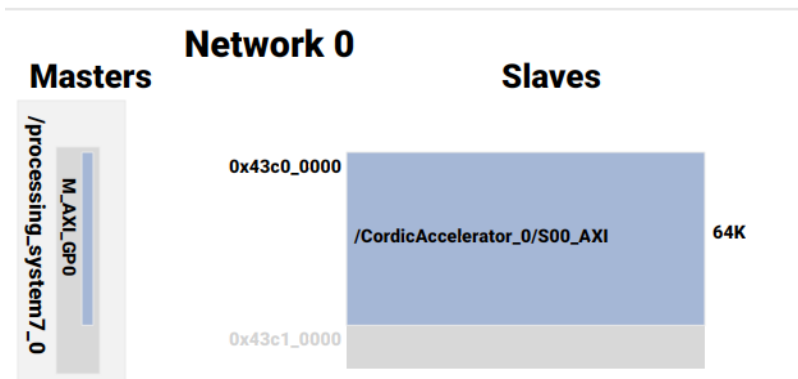 Network 0
Masters
Slaves
/processing_system7_0
M_AXI_GP0
0x43c0_0000
/CordicAccelerator_0/S00_AXI
64K
0x43c1_0000